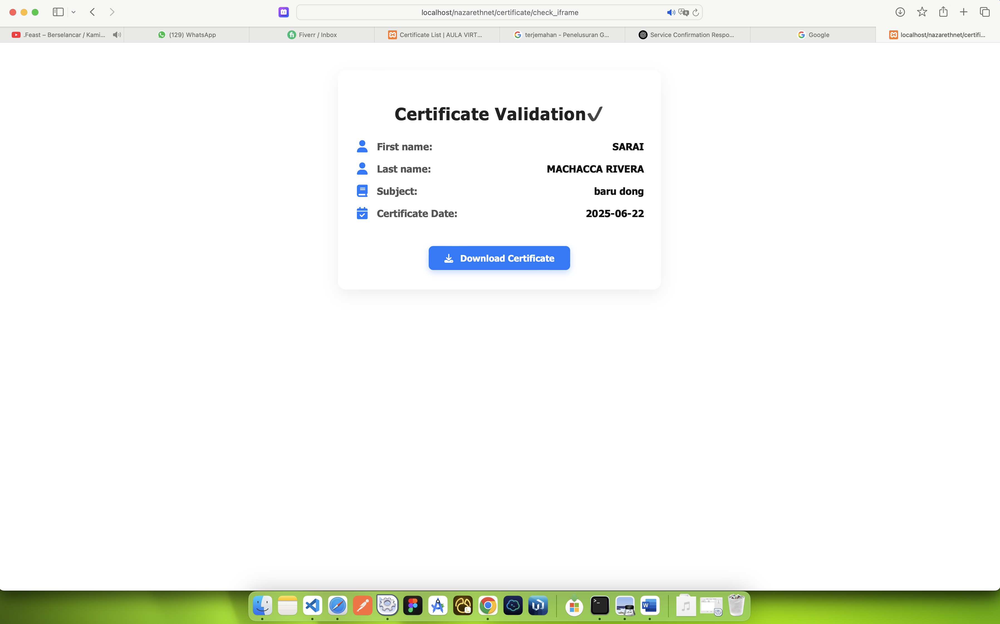 localhost/nazarethnet/certificate/check_iframe
.Feast – Berselancar / Kami...
(129) WhatsApp
Fiverr / Inbox
Certificate List | AULA VIRT...
terjemahan - Penelusuran G...
Service Confirmation Respo...
Google
localhost/nazarethnet/certifi...
Certificate Validation✔
First name: SARAI
Last name: MACHACCA RIVERA
Subject: baru dong
Certificate Date: 2025-06-22
Download Certificate